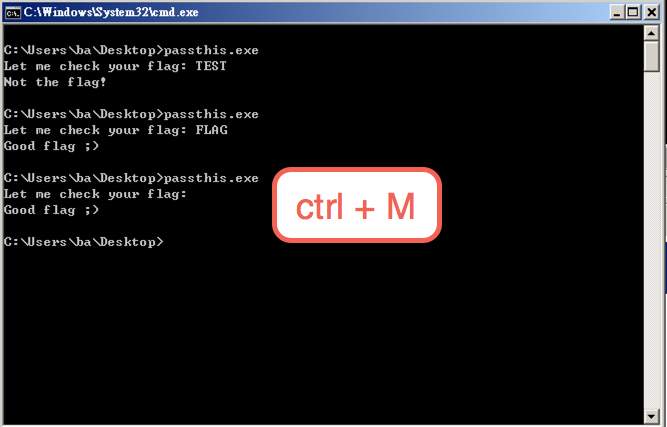 C:\Windows\System32\cmd.exe
C:\Users\ba\Desktop>passthis.exe
Let me check your flag: TEST
Not the flag!
C:\Users\ba\Desktop>passthis.exe
Let me check your flag: FLAG
Good flag ;)
C:\Users\ba\Desktop>passthis.exe
Let me check your flag:
Good flag ;)
C:\Users\ba\Desktop>
ctrl + M